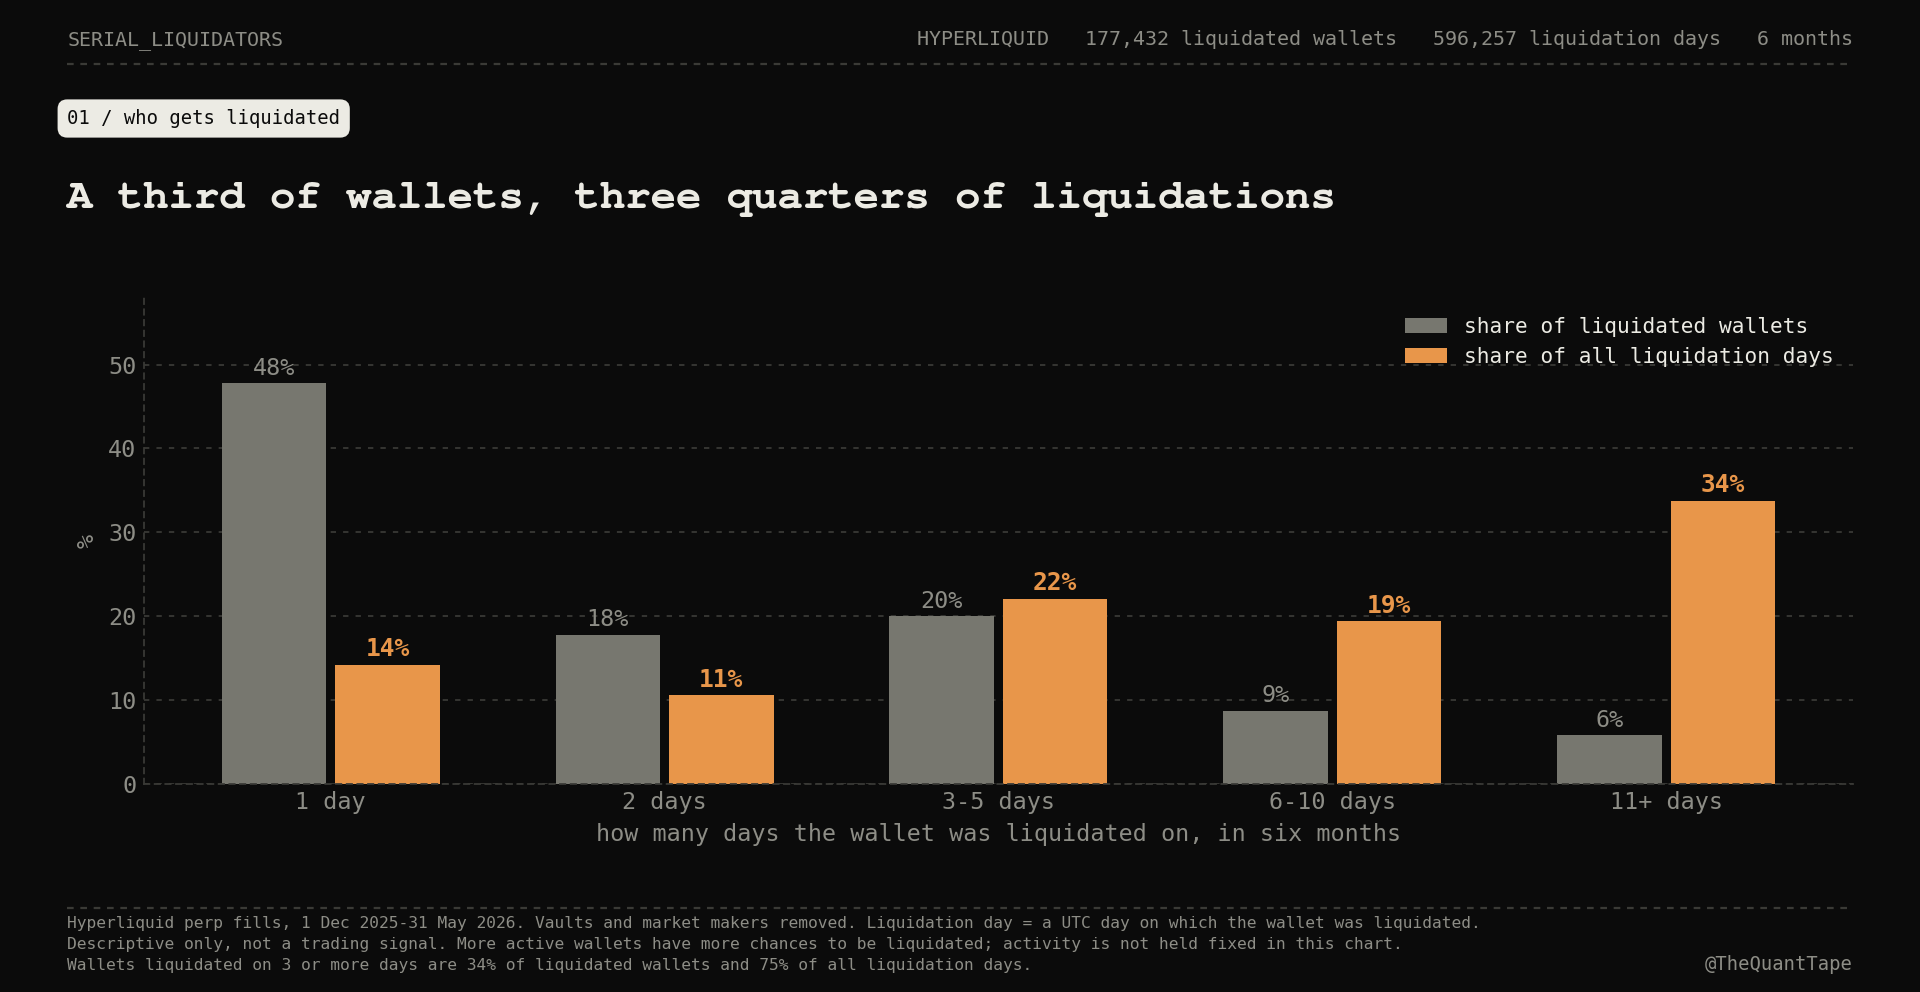 SERIAL_LIQUIDATORS
HYPERLIQUID 177,432 liquidated wallets 596,257 liquidation days 6 months
01 / who gets liquidated
A third of wallets, three quarters of liquidations
share of liquidated wallets
share of all liquidation days
%
50
40
30
20
10
0
48%
14%
18%
11%
20%
22%
9%
19%
6%
34%
1 day
2 days
3-5 days
6-10 days
11+ days
how many days the wallet was liquidated on, in six months
Hyperliquid perp fills, 1 Dec 2025-31 May 2026. Vaults and market makers removed. Liquidation day = a UTC day on which the wallet was liquidated.
Descriptive only, not a trading signal. More active wallets have more chances to be liquidated; activity is not held fixed in this chart.
Wallets liquidated on 3 or more days are 34% of liquidated wallets and 75% of all liquidation days.
@TheQuantTape